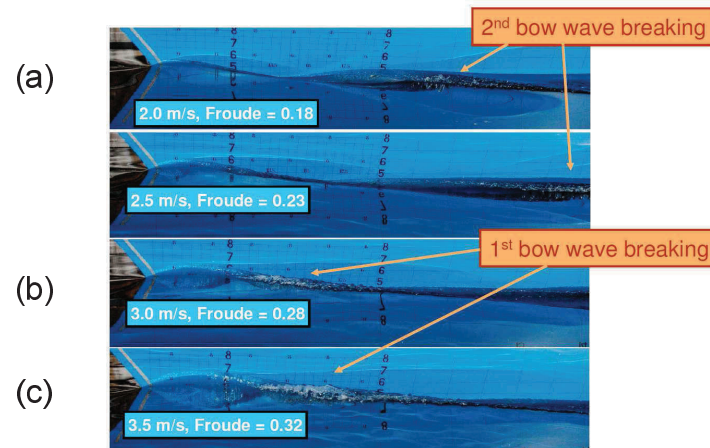 2nd bow wave breaking
(a)
2.0 m/s, Froude = 0.18
2.5 m/s, Froude = 0.23
1st bow wave breaking
(b)
3.0 m/s, Froude = 0.28
(c)
3.5 m/s, Froude = 0.32